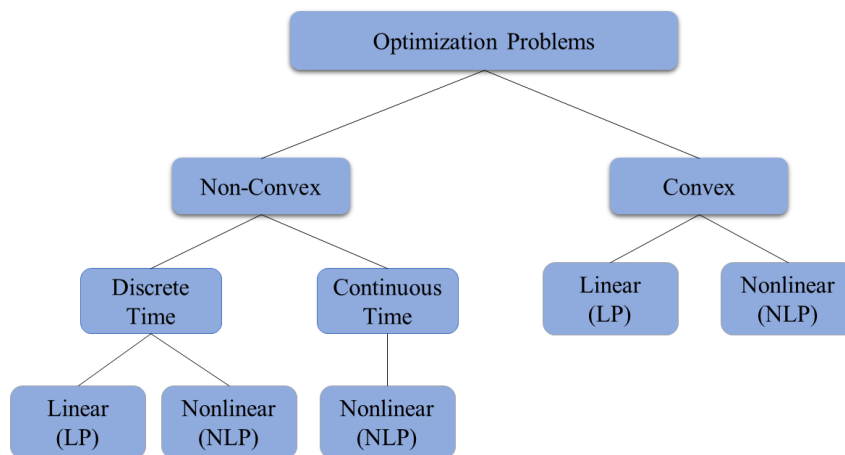 Optimization Problems
Non-Convex
Convex
Discrete
Time
Continuous
Time
Linear
(LP)
Nonlinear
(NLP)
Linear
(LP)
Nonlinear
(NLP)
Nonlinear
(NLP)